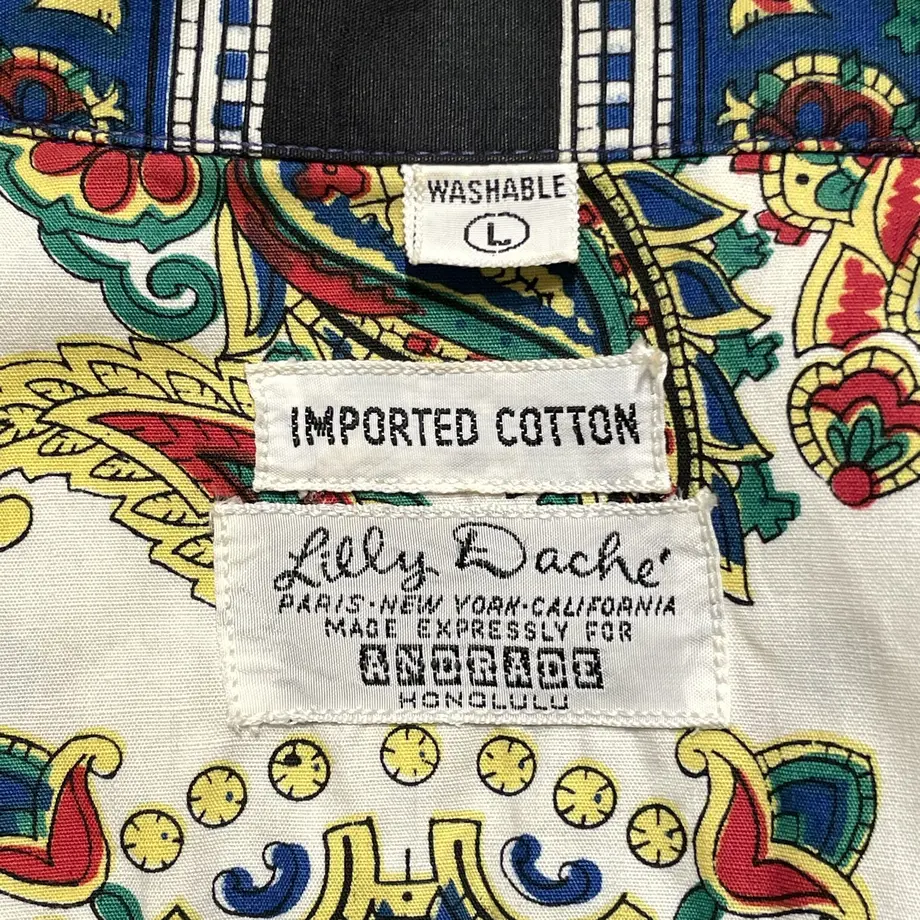 WASHABLE
L
IMPORTED COTTON
Lilly Daché
PARIS-NEW YORK-CALIFORNIA
MADE EXPRESSLY FOR
ANDRADE
HONOLULU